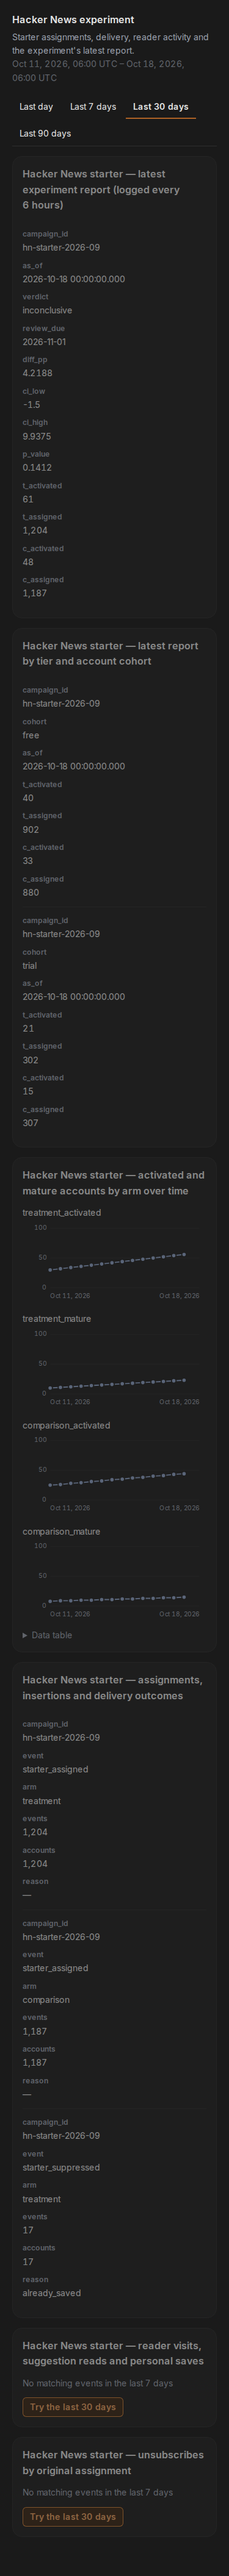 Hacker News experiment
Starter assignments, delivery, reader activity and
the experiment's latest report.
Oct 11, 2026, 06:00 UTC – Oct 18, 2026,
06:00 UTC
Last day
Last 7 days
Last 30 days
Last 90 days
Hacker News starter — latest
experiment report (logged every
6 hours)
campaign_id
hn-starter-2026-09
as_of
2026-10-18 00:00:00.000
verdict
inconclusive
review_due
2026-11-01
diff_pp
4.2188
ci_low
-1.5
ci_high
9.9375
p_value
0.1412
t_activated
61
t_assigned
1,204
c_activated
48
c_assigned
1,187
Hacker News starter — latest report
by tier and account cohort
campaign_id
hn-starter-2026-09
cohort
free
as_of
2026-10-18 00:00:00.000
t_activated
40
t_assigned
902
c_activated
33
c_assigned
880
campaign_id
hn-starter-2026-09
cohort
trial
as_of
2026-10-18 00:00:00.000
t_activated
21
t_assigned
302
c_activated
15
c_assigned
307
Hacker News starter — activated and
mature accounts by arm over time
treatment_activated
100
50
0
Oct 11, 2026
Oct 18, 2026
treatment_mature
100
50
0
Oct 11, 2026
Oct 18, 2026
comparison_activated
100
50
0
Oct 11, 2026
Oct 18, 2026
comparison_mature
100
50
0
Oct 11, 2026
Oct 18, 2026
Data table
Hacker News starter — assignments,
insertions and delivery outcomes
campaign_id
hn-starter-2026-09
event
starter_assigned
arm
treatment
events
1,204
accounts
1,204
reason
—
campaign_id
hn-starter-2026-09
event
starter_assigned
arm
comparison
events
1,187
accounts
1,187
reason
—
campaign_id
hn-starter-2026-09
event
starter_suppressed
arm
treatment
events
17
accounts
17
reason
already_saved
Hacker News starter — reader visits,
suggestion reads and personal saves
No matching events in the last 7 days
Try the last 30 days
Hacker News starter — unsubscribes
by original assignment
No matching events in the last 7 days
Try the last 30 days